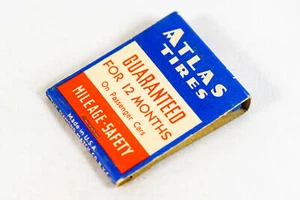 ATLAS
TIRES
GUARANTEED
FOR 12 MONTHS
On Passenger Cars
MILEAGE-SAFETY
Made in U.S.A.